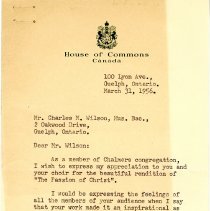 House of Commons
Canada
100 Lyon Ave.,
Guelph, Ontario.
March 31, 1956.
Mr. Charles M. Wilson, Mus. Bac.,
2 Oakwood Drive,
Guelph, Ontario.
Dear Mr. Wilson:
As a member of Chalmers congregation,
I wish to express my appreciation to you and
your choir for the beautiful rendition of
"The Passion of Christ".
I would be expressing the feelings of
all the members of your audience when I say
that your work made it an inspirational as